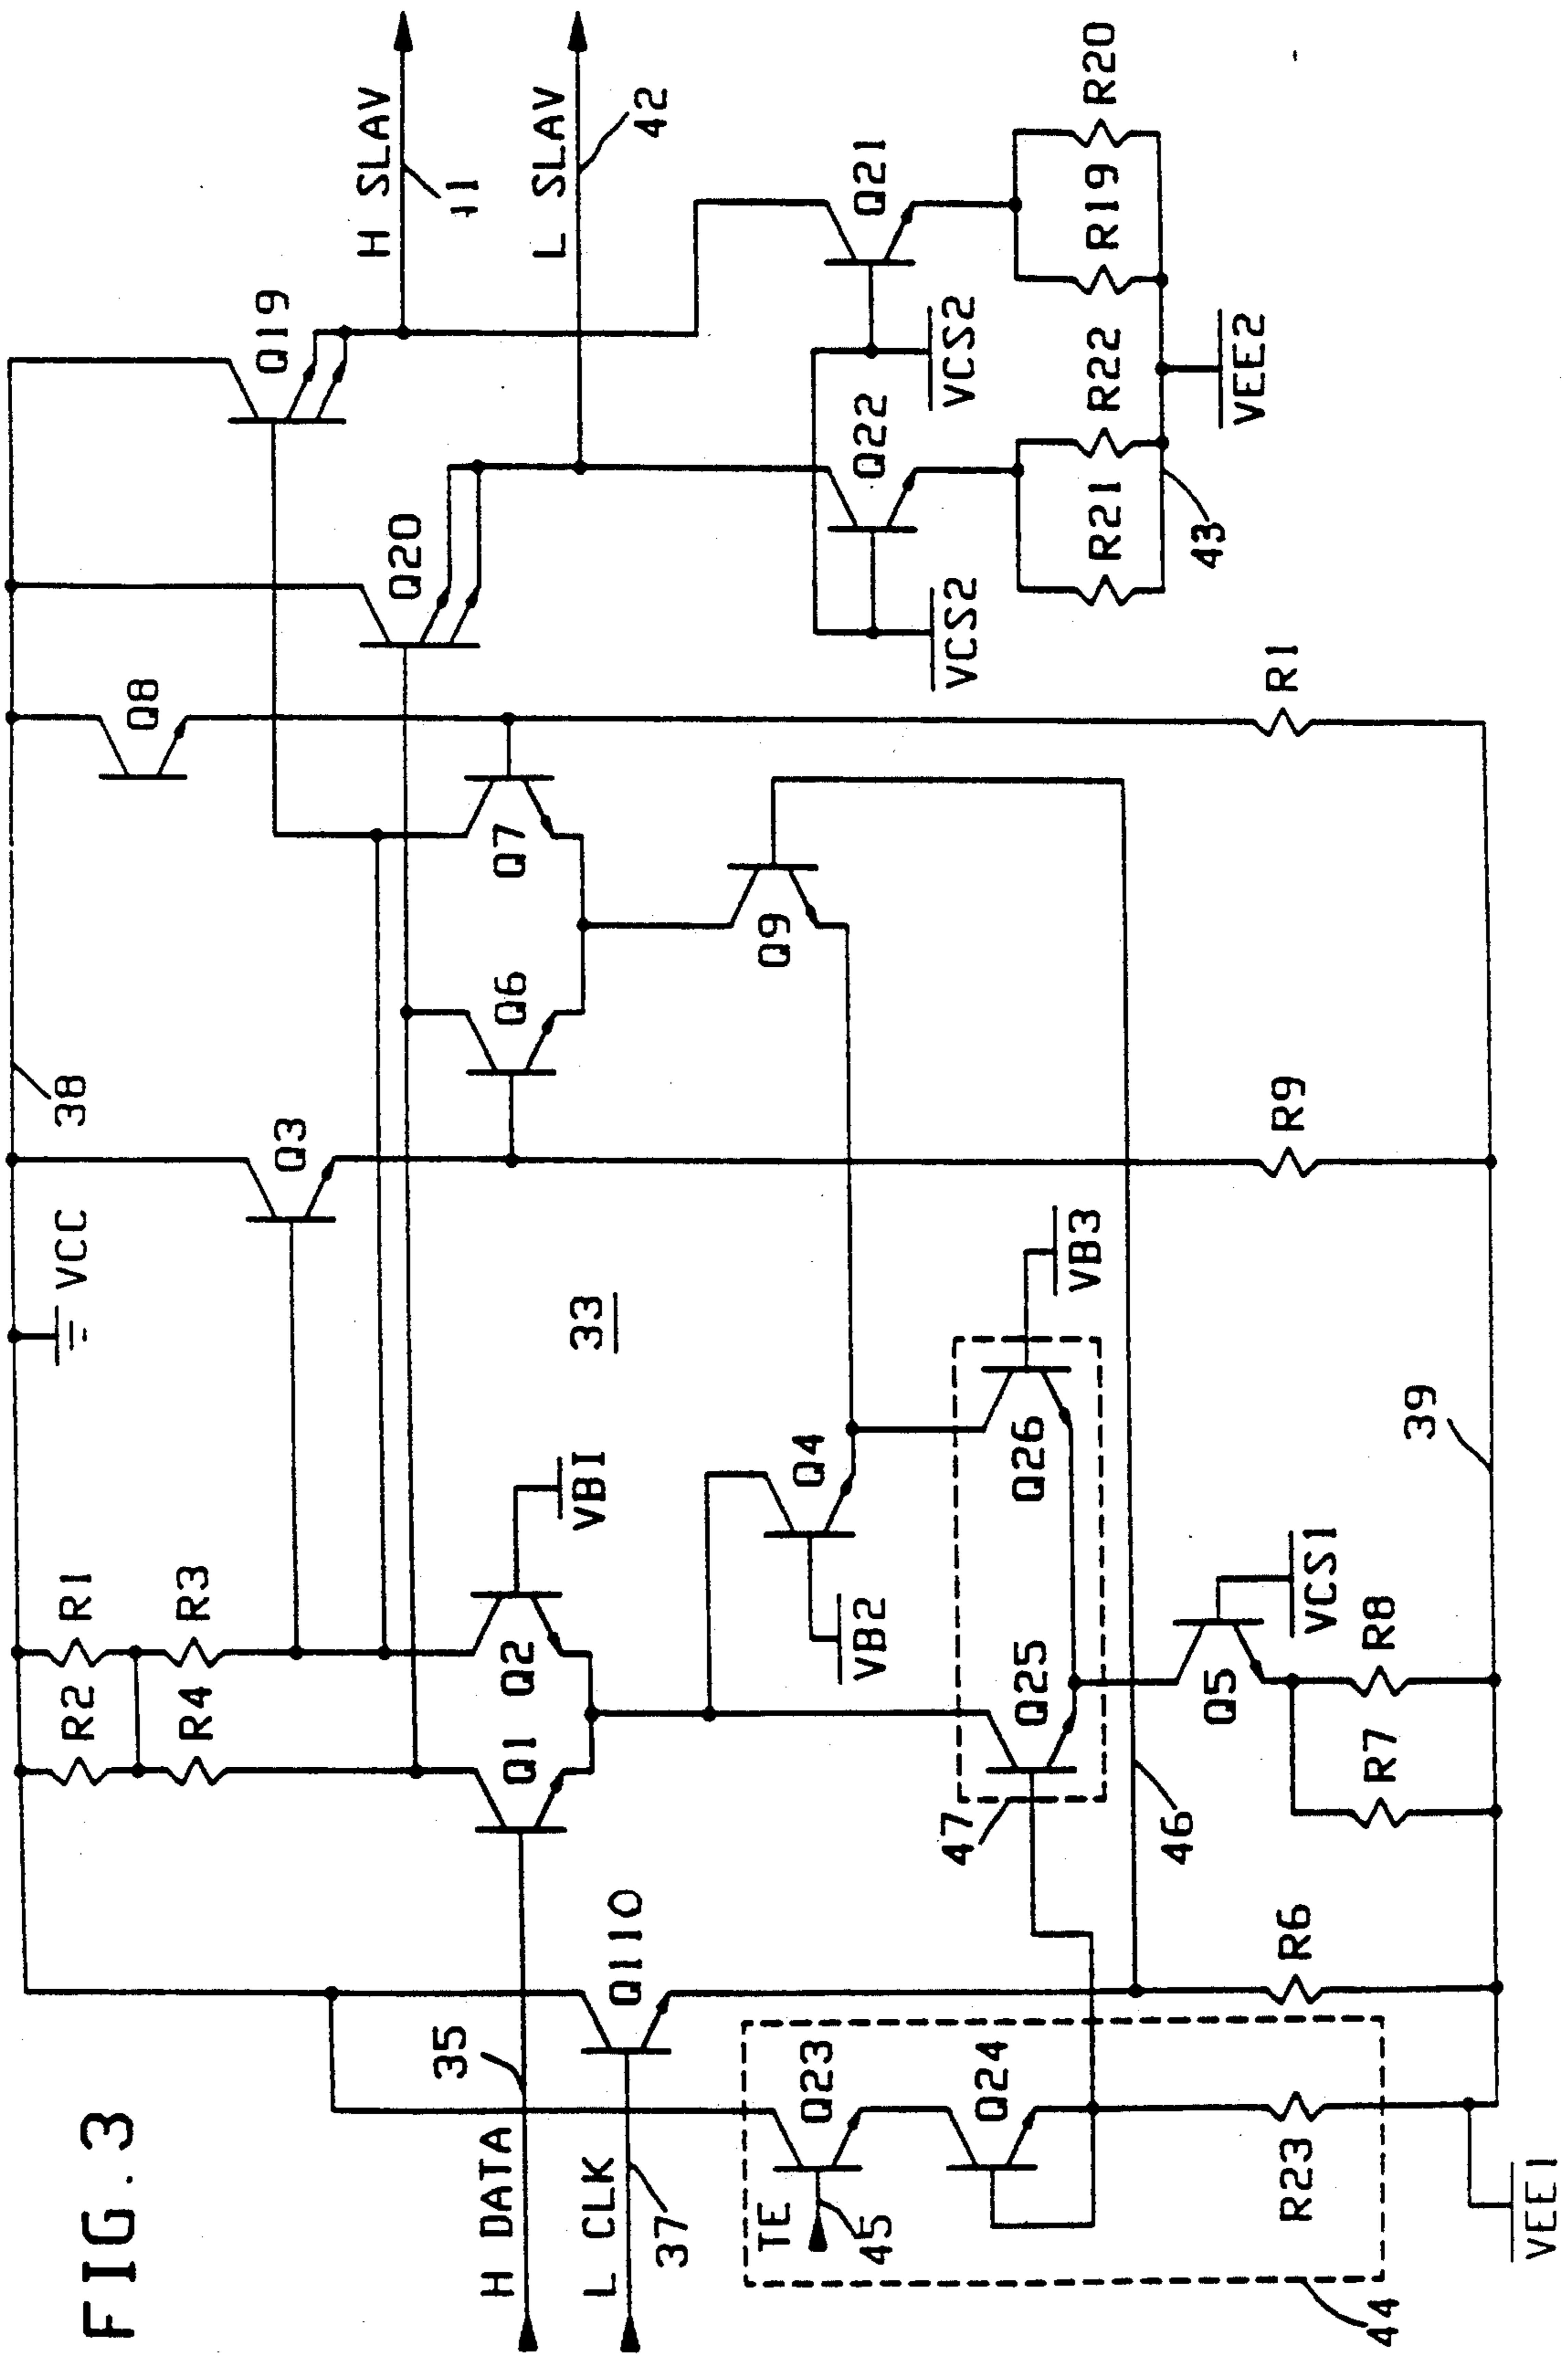 FIG. 3
H DATA
35
L CLK
37
TE
45
Q23
Q24
R23
44
VEE1
Q110
R6
46
47
R2
R1
R4
R3
Q1
Q2
VB1
VB2
Q4
Q25
Q26
VB3
Q5
VCS1
R7
R8
39
33
VCC
38
Q3
R9
Q6
Q7
Q9
Q8
R1
Q20
Q19
H SLAV
L SLAV
42
Q22
Q21
VCS2
VCS2
R21
R22
R19
R20
43
VEE2